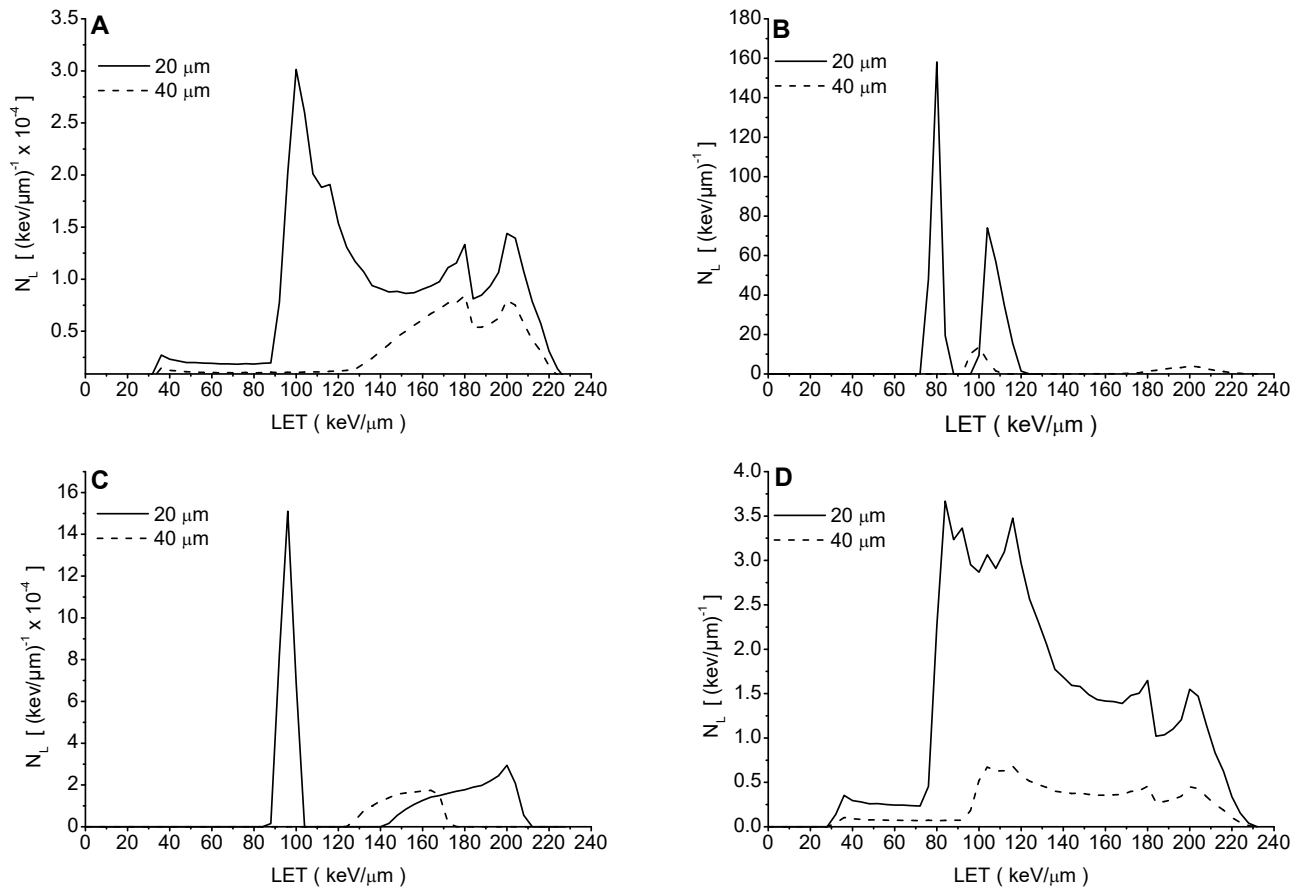 A
20 μm
40 μm
N_L [ (kev/μm)⁻¹ x 10⁻⁴ ]
3.5
3.0
2.5
2.0
1.5
1.0
0.5
0 20 40 60 80 100 120 140 160 180 200 220 240
LET ( keV/μm )
B
20 μm
40 μm
N_L [ (kev/μm)⁻¹ ]
180
160
140
120
100
80
60
40
20
0
0 20 40 60 80 100 120 140 160 180 200 220 240
LET ( keV/μm )
C
20 μm
40 μm
N_L [ (kev/μm)⁻¹ x 10⁻⁴ ]
16
14
12
10
8
6
4
2
0
0 20 40 60 80 100 120 140 160 180 200 220 240
LET ( keV/μm )
D
20 μm
40 μm
N_L [ (kev/μm)⁻¹ ]
4.0
3.5
3.0
2.5
2.0
1.5
1.0
0.5
0.0
0 20 40 60 80 100 120 140 160 180 200 220 240
LET ( keV/μm )